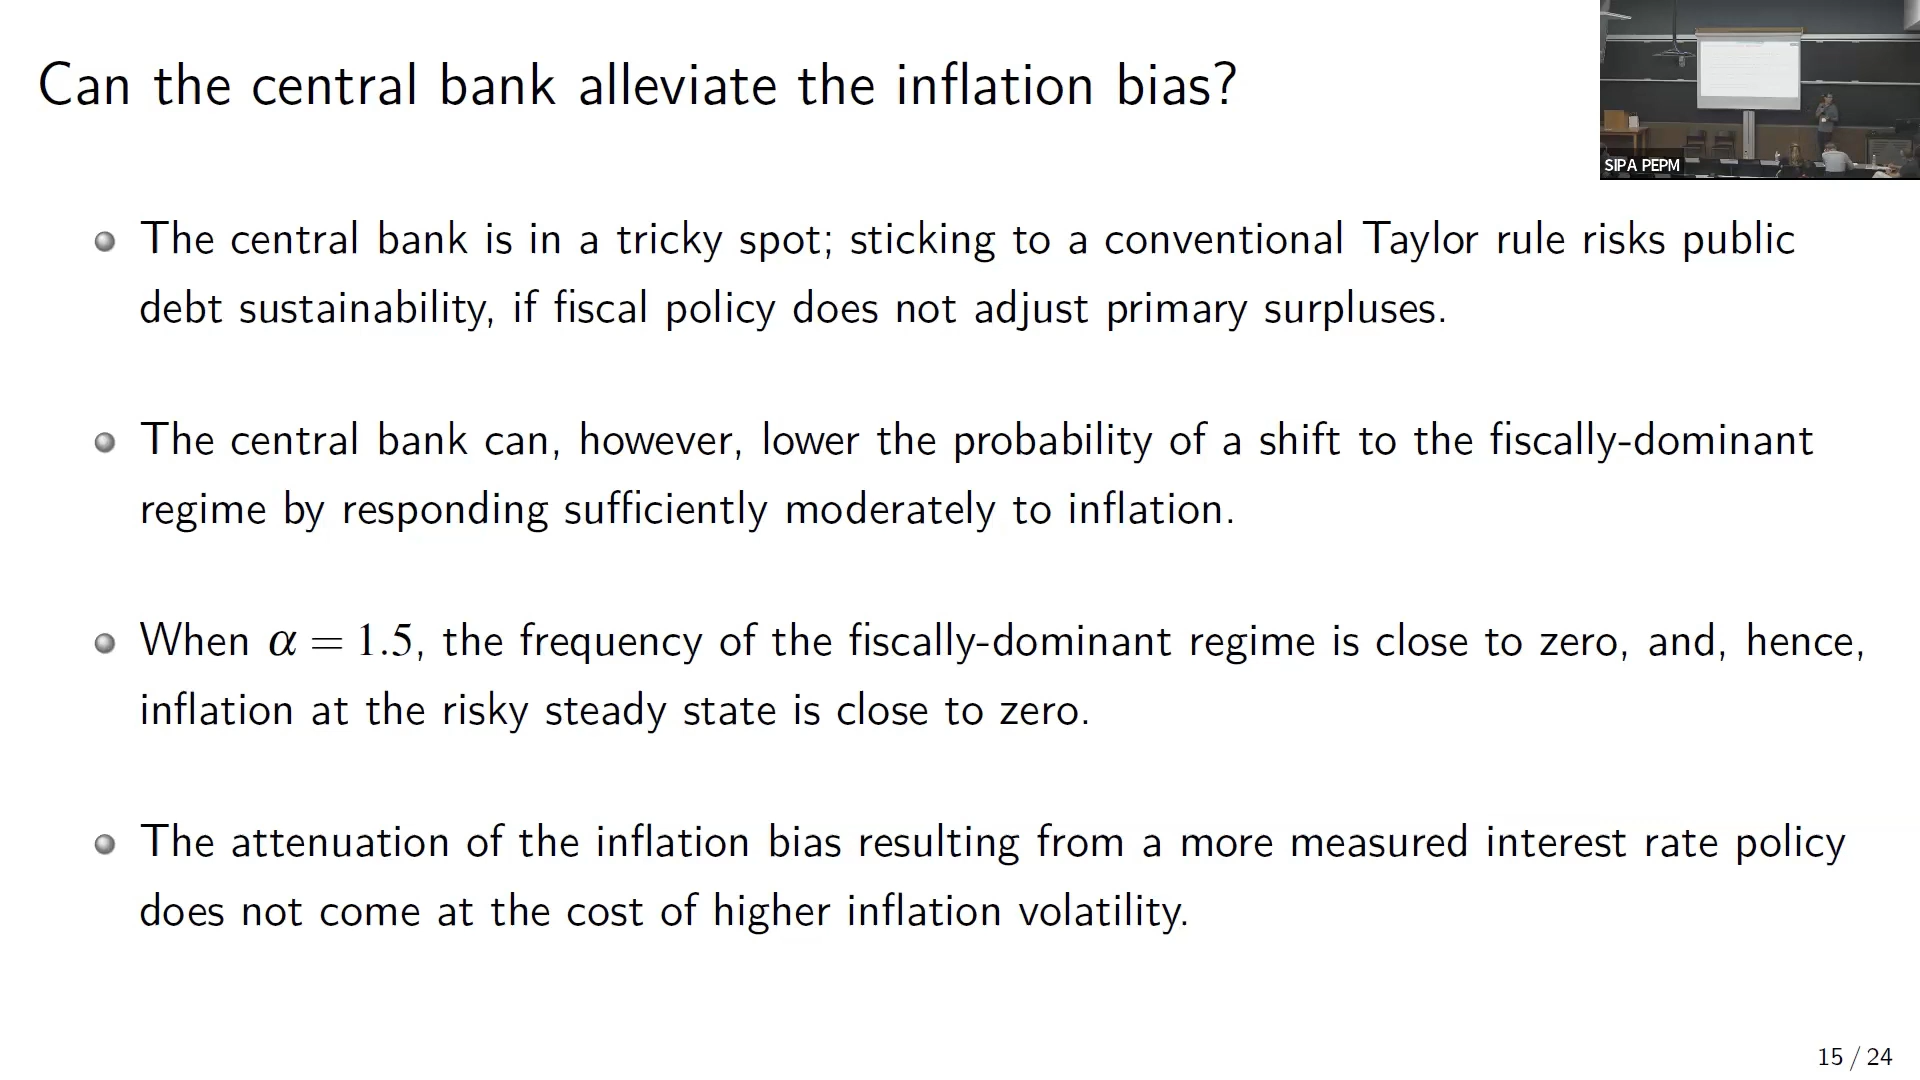 Can the central bank alleviate the inflation bias?
SIPA PEPM
The central bank is in a tricky spot; sticking to a conventional Taylor rule risks public
debt sustainability, if fiscal policy does not adjust primary surpluses.
The central bank can, however, lower the probability of a shift to the fiscally-dominant
regime by responding sufficiently moderately to inflation.
When α = 1.5, the frequency of the fiscally-dominant regime is close to zero, and, hence,
inflation at the risky steady state is close to zero.
The attenuation of the inflation bias resulting from a more measured interest rate policy
does not come at the cost of higher inflation volatility.
15 / 24